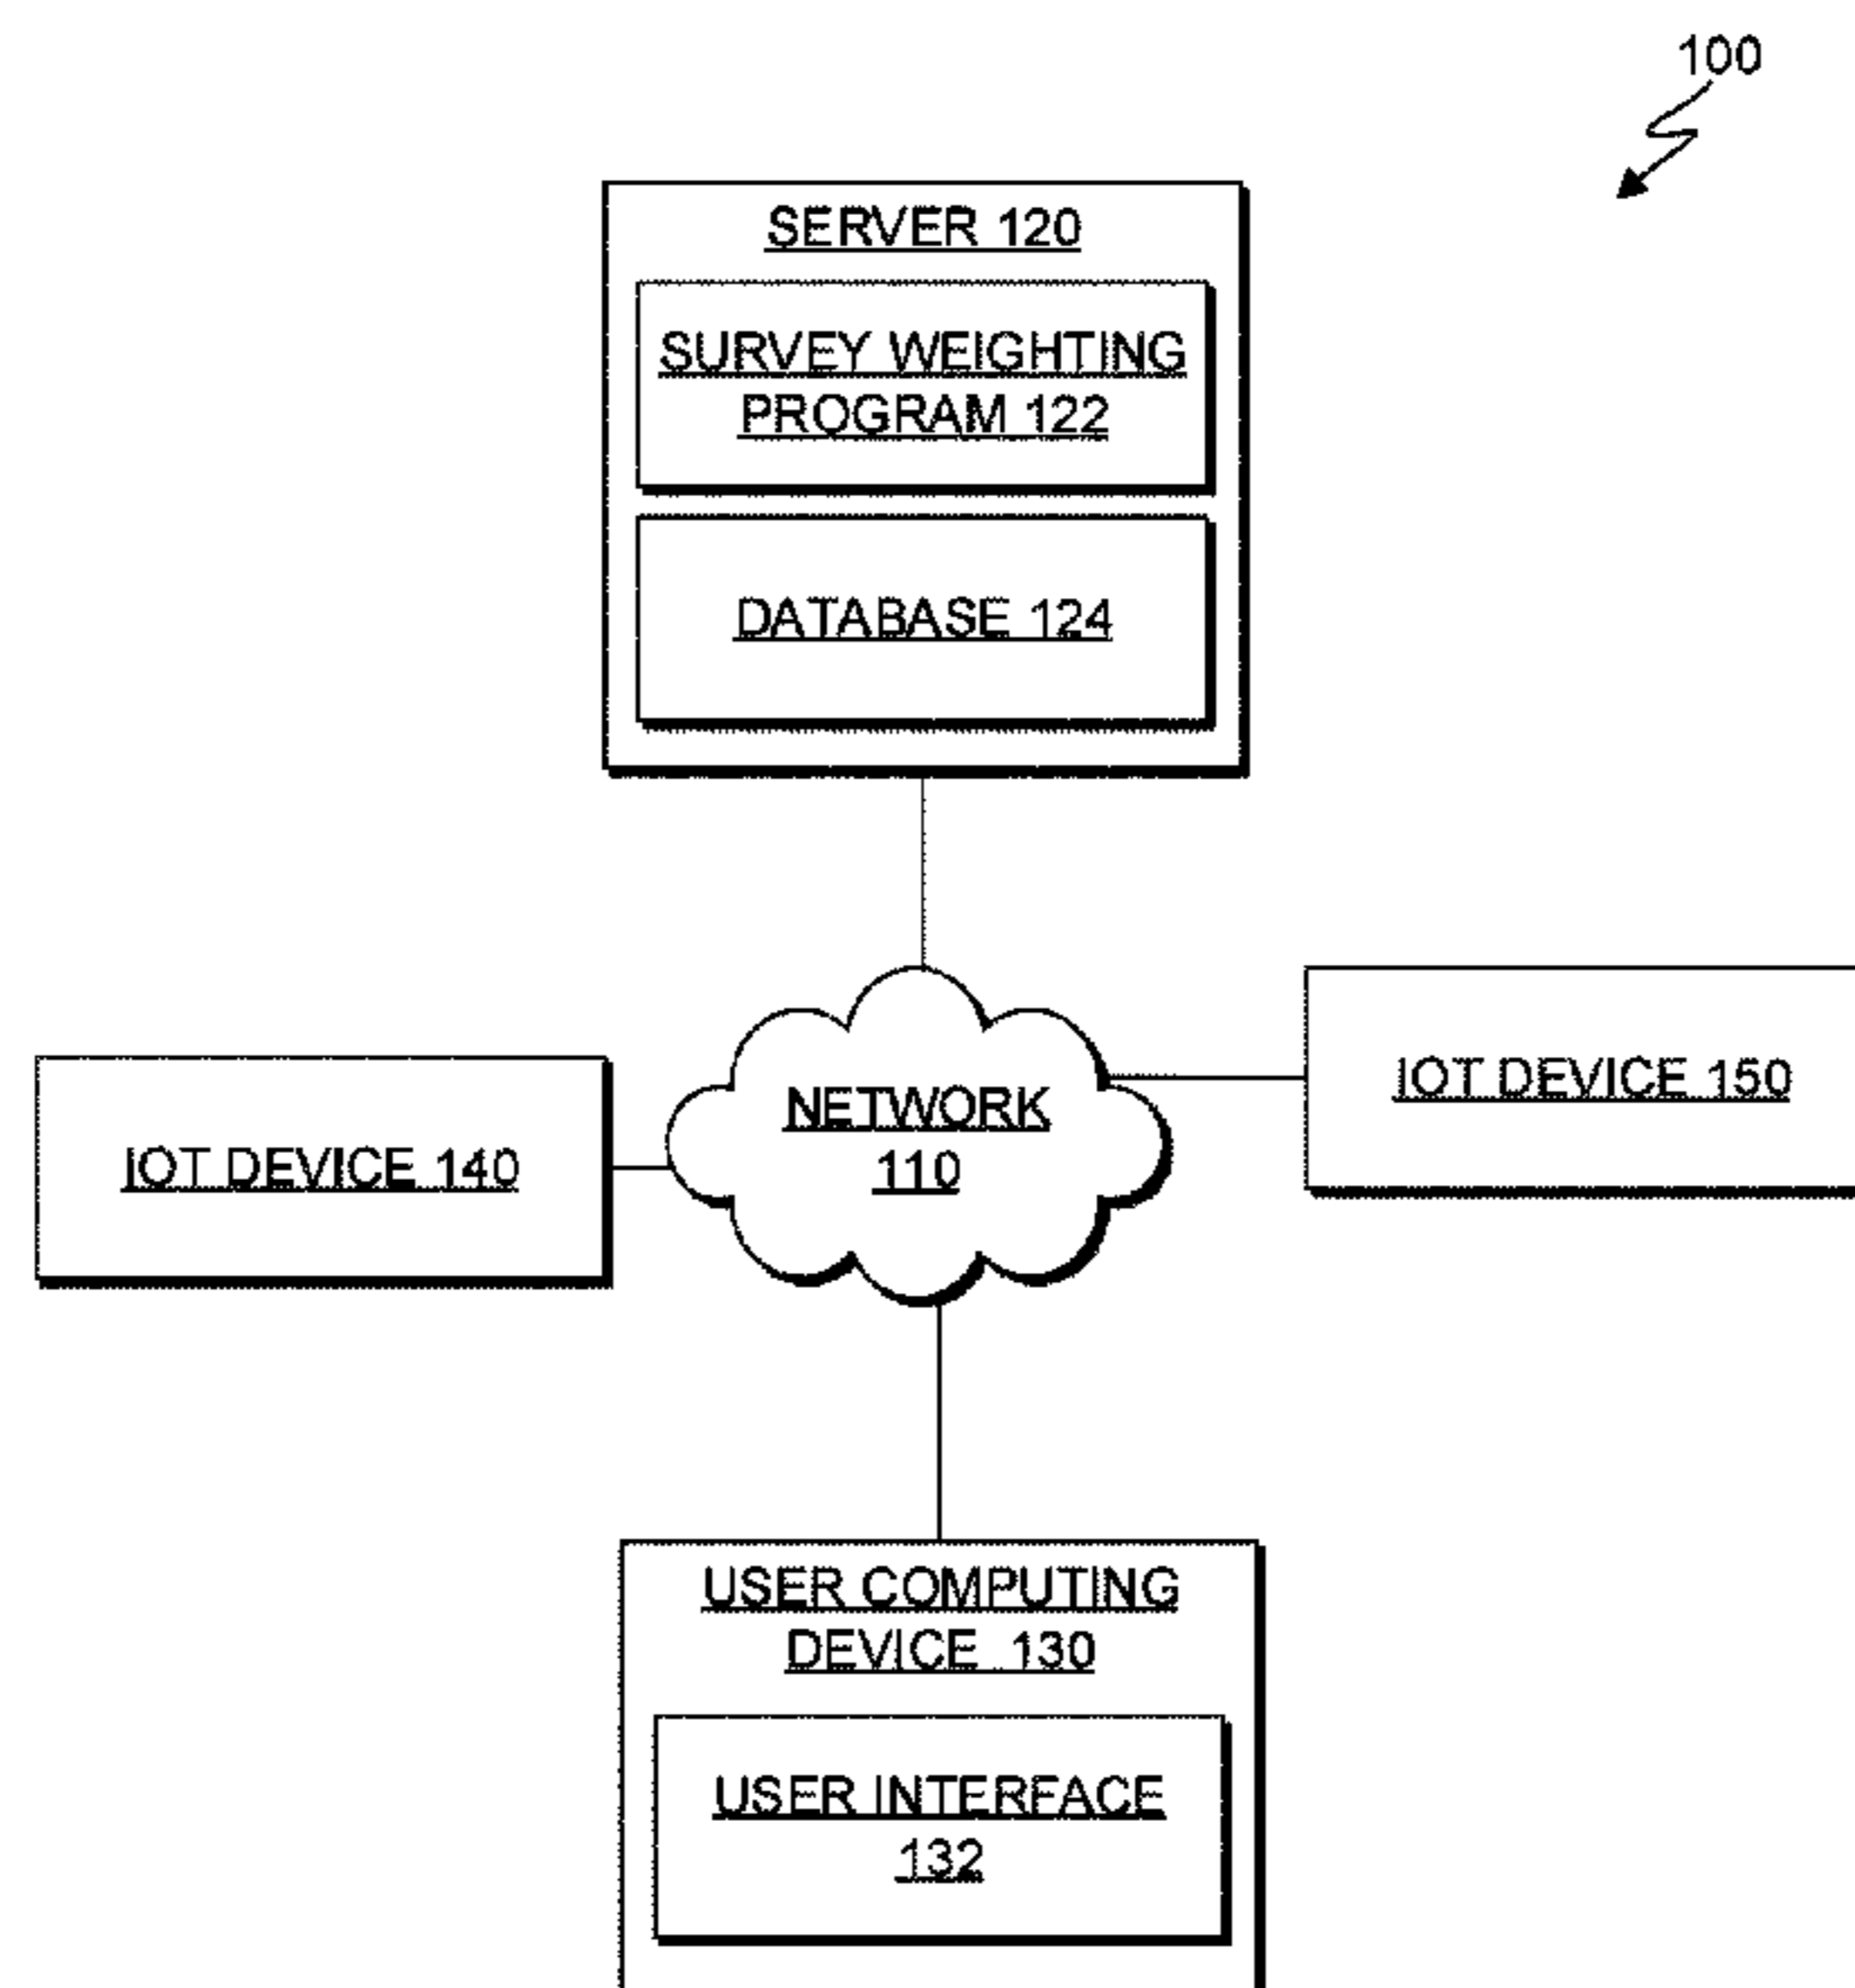 100
SERVER 120
SURVEY WEIGHTING
PROGRAM 122
DATABASE 124
NETWORK
110
IOT DEVICE 150
IOT DEVICE 140
USER COMPUTING
DEVICE 130
USER INTERFACE
132